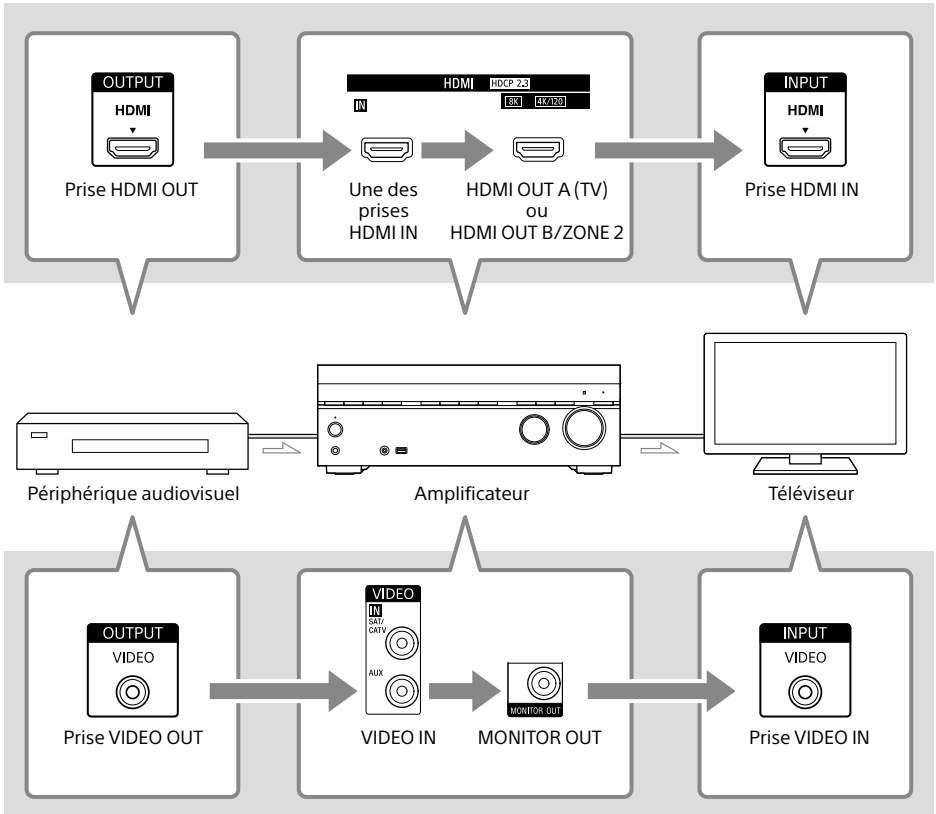 OUTPUT
HDMI
Prise HDMI OUT
HDMI HDCP 2.3
IN
8K 4K/120
Une des
prises
HDMI IN
HDMI OUT A (TV)
ou
HDMI OUT B/ZONE 2
INPUT
HDMI
Prise HDMI IN
Périphérique audiovisuel
Amplificateur
Téléviseur
OUTPUT
VIDEO
Prise VIDEO OUT
VIDEO
IN
SAT/
CATV
AUX
VIDEO IN
MONITOR OUT
MONITOR OUT
INPUT
VIDEO
Prise VIDEO IN